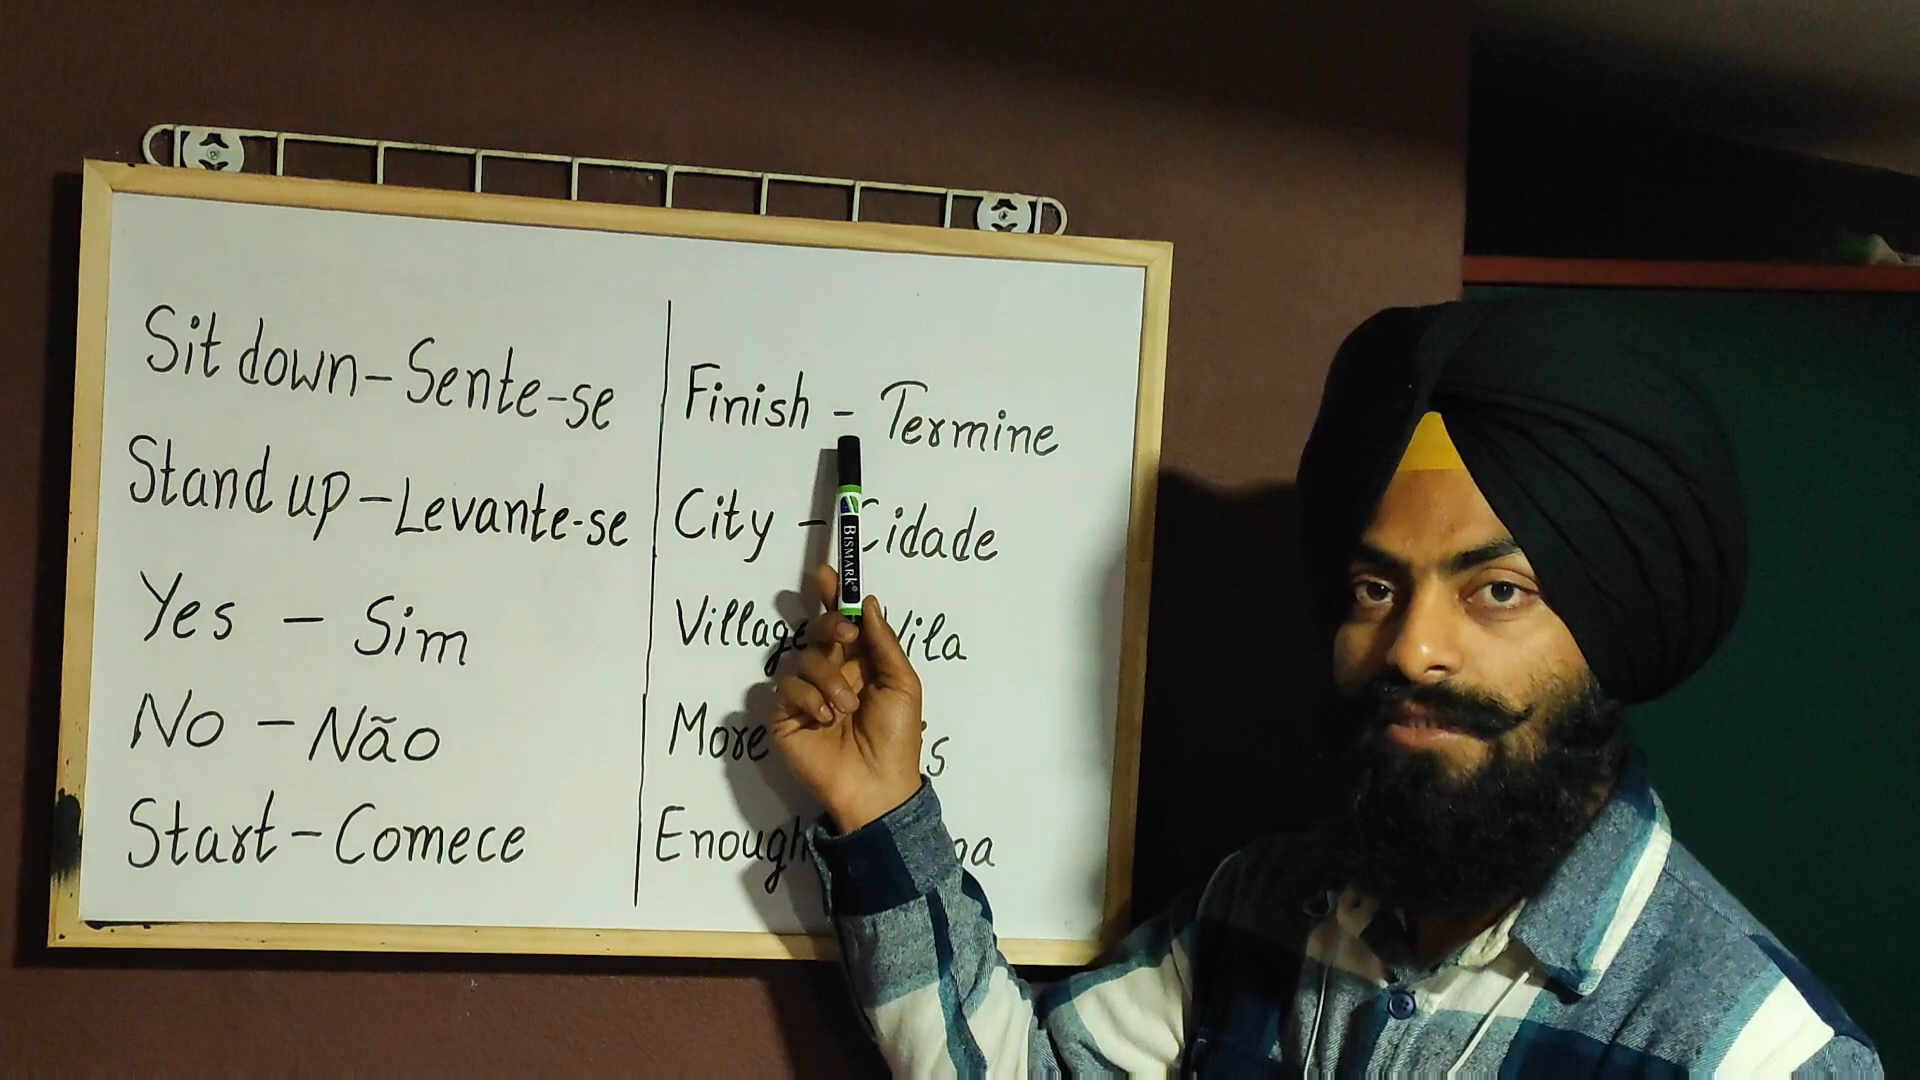 Sit down - Sente-se
Stand up - Levante-se
Yes - Sim
No - Não
Start - Comece
Finish - Termine
City - Cidade
Village Vila
More
Enough
BISMARK